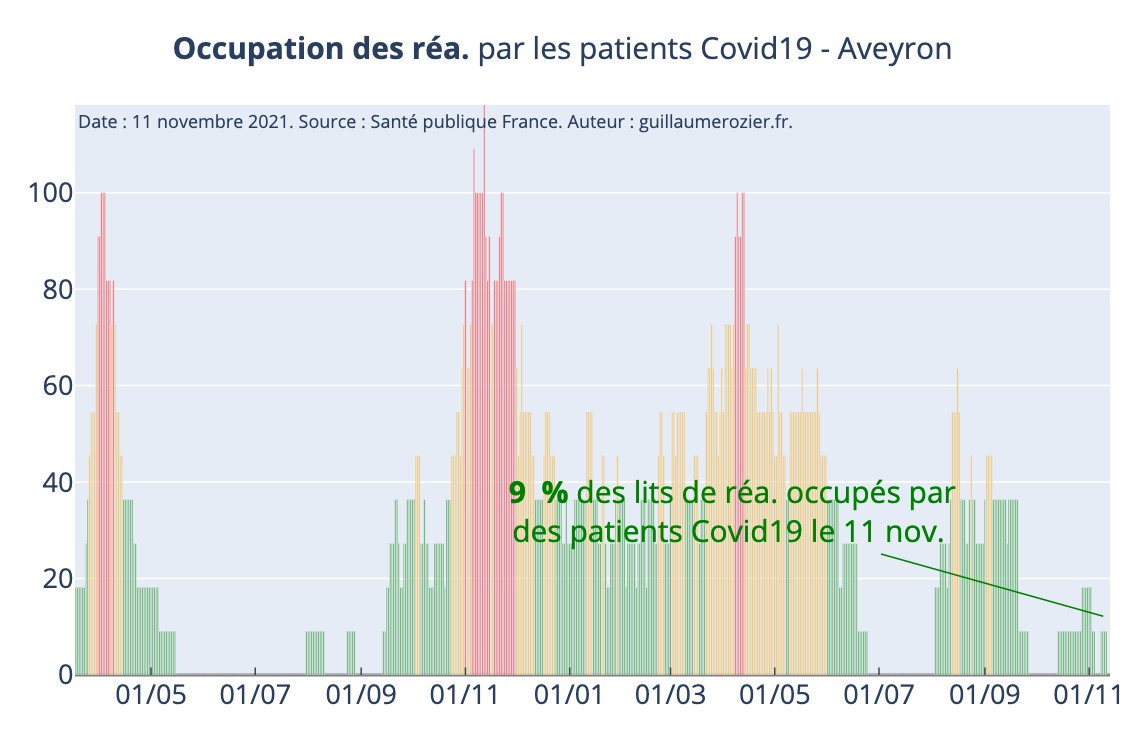 Occupation des réa. par les patients Covid19 - Aveyron
Date : 11 novembre 2021. Source : Santé publique France. Auteur : guillaumerozier.fr.
100
80
60
40
9 % des lits de réa. occupés par
des patients Covid19 le 11 nov.
20
0
01/05 01/07 01/09 01/11 01/01 01/03 01/05 01/07 01/09 01/11